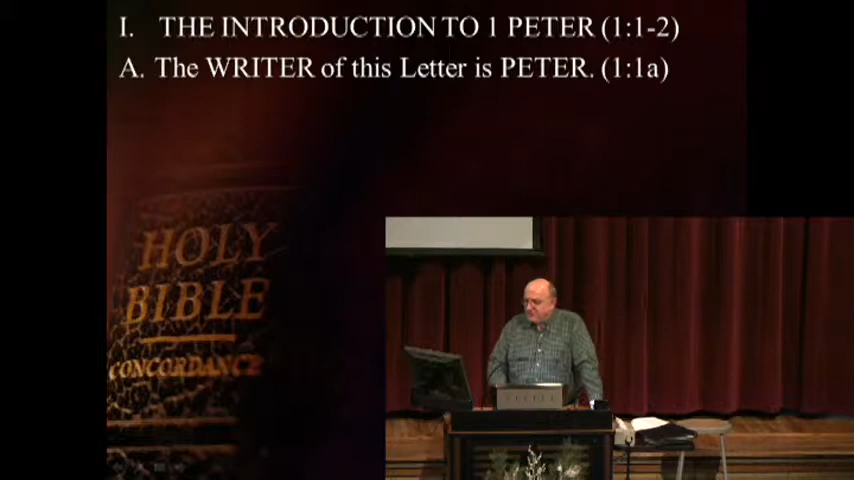 I. THE INTRODUCTION TO 1 PETER (1:1-2)
A. The WRITER of this Letter is PETER. (1:1a)
HOLY
BIBLE
CONCORDANCE